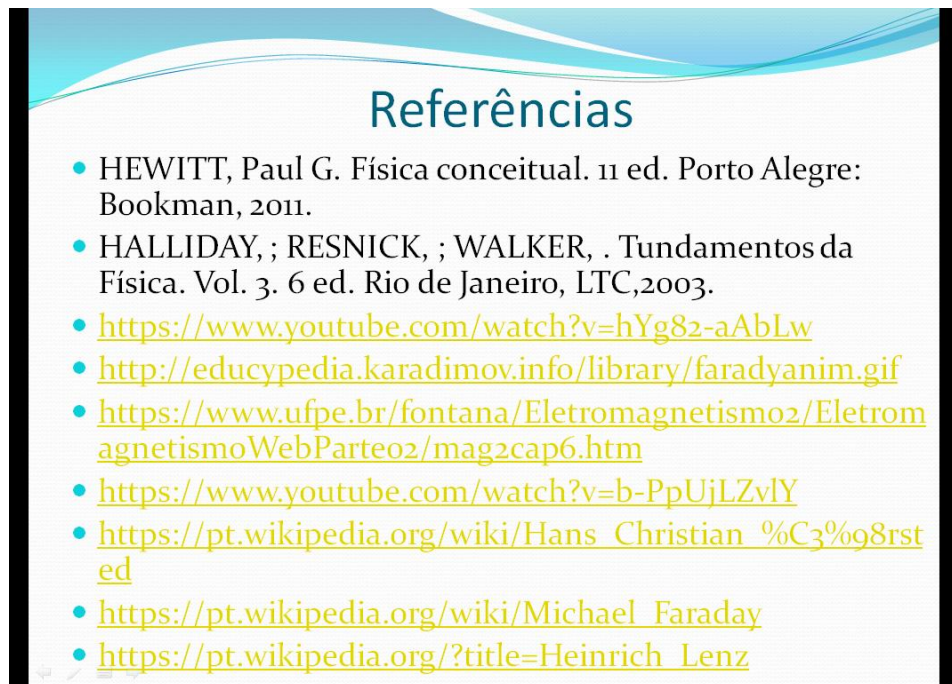 Referências
HEWITT, Paul G. Física conceitual. 11 ed. Porto Alegre:
Bookman, 2011.
HALLIDAY, ; RESNICK, ; WALKER, . Tundamentos da
Física. Vol. 3. 6 ed. Rio de Janeiro, LTC,2003.
https://www.youtube.com/watch?v=hYg82-aAbLw
http://educypedia.karadimov.info/library/faradyanim.gif
https://www.ufpe.br/fontana/Eletromagnetismo2/Eletrom
agnetismoWebParte02/mag2cap6.htm
https://www.youtube.com/watch?v=b-PpUjLZvlY
https://pt.wikipedia.org/wiki/Hans_Christian_%C3%98rst
ed
https://pt.wikipedia.org/wiki/Michael_Faraday
https://pt.wikipedia.org/?title=Heinrich_Lenz